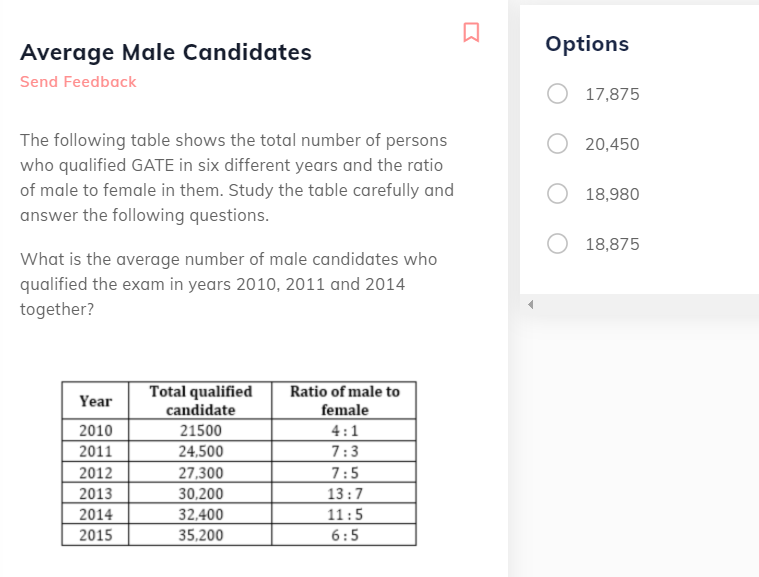 Average Male Candidates
Send Feedback
The following table shows the total number of persons
who qualified GATE in six different years and the ratio
of male to female in them. Study the table carefully and
answer the following questions.
What is the average number of male candidates who
qualified the exam in years 2010, 2011 and 2014
together?
Year Total qualified candidate Ratio of male to female
2010 21500 4 : 1
2011 24,500 7 : 3
2012 27,300 7 : 5
2013 30,200 13 : 7
2014 32,400 11 : 5
2015 35,200 6 : 5
Options
17,875
20,450
18,980
18,875